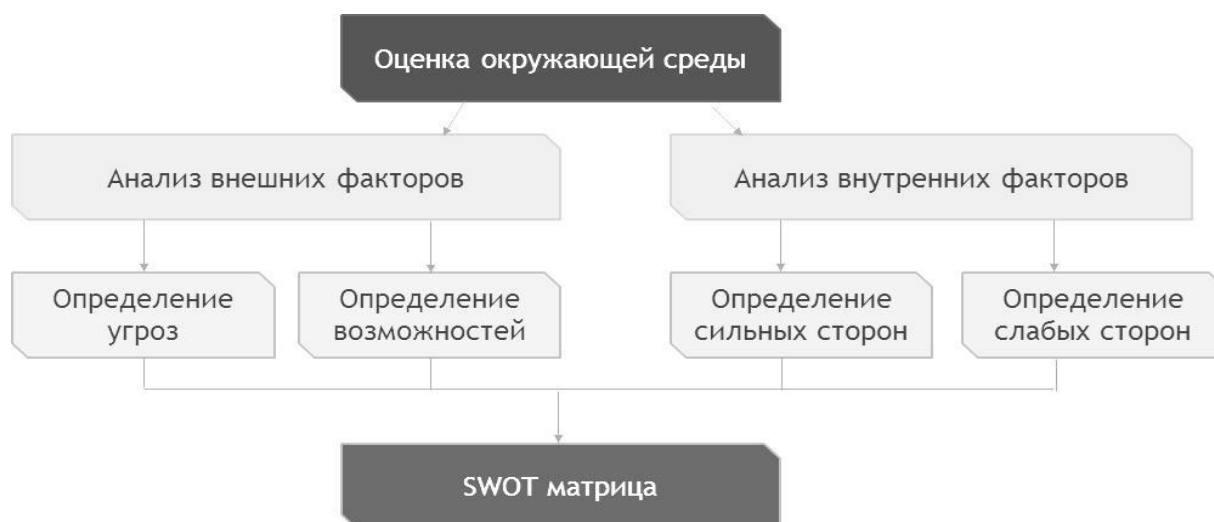 Оценка окружающей среды
Анализ внешних факторов
Анализ внутренних факторов
Определение
угроз
Определение
возможностей
Определение
сильных сторон
Определение
слабых сторон
SWOT матрица